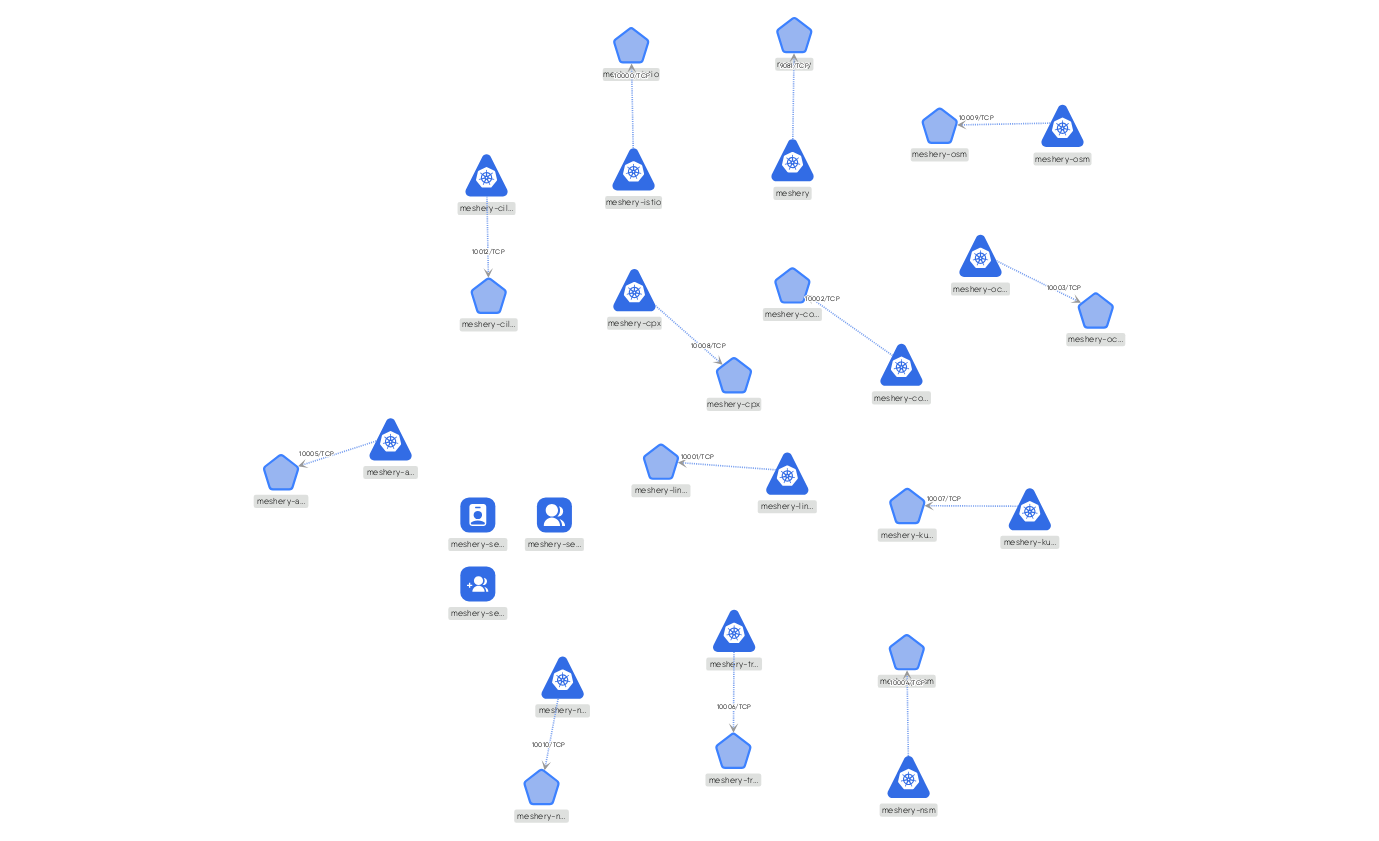 10000/TCP
9081/TCP
10009/TCP
meshery-osm
meshery-osm
meshery-istio
meshery
meshery-cil...
10012/TCP
meshery-cil...
meshery-cpx
10008/TCP
meshery-cpx
10002/TCP
meshery-co...
meshery-co...
meshery-oc...
10003/TCP
meshery-oc...
10005/TCP
meshery-a...
meshery-a...
10001/TCP
meshery-lin...
meshery-lin...
10007/TCP
meshery-ku...
meshery-ku...
meshery-se...
meshery-se...
meshery-se...
meshery-n...
10010/TCP
meshery-n...
meshery-tr...
10006/TCP
meshery-tr...
10004/TCP
meshery-nsm